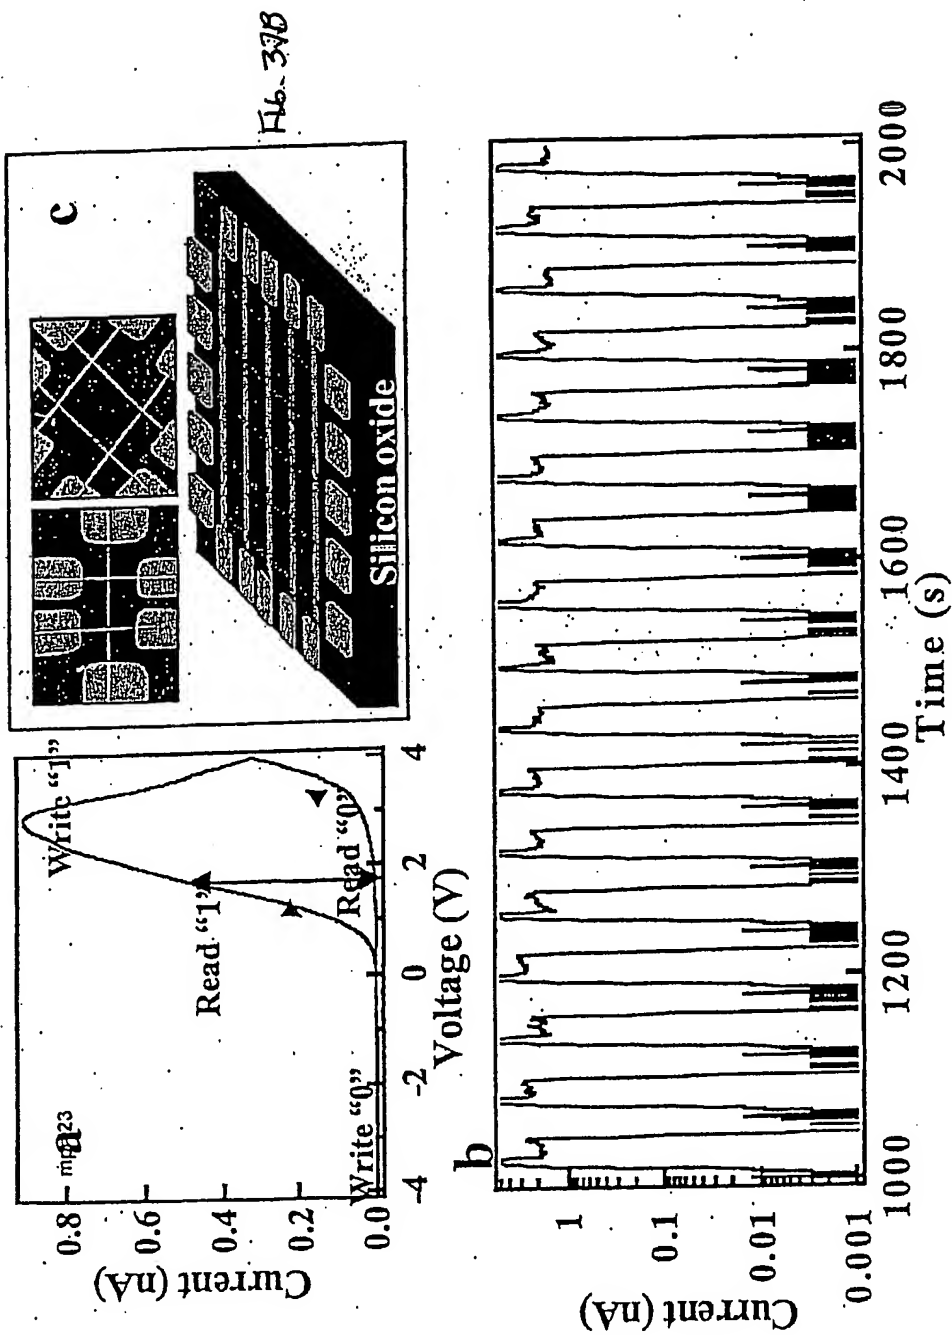 FIG. 37B
a
Current (nA)
0.8
0.6
0.4
0.2
0.0
-4
-2
0
2
4
Voltage (V)
Write "1"
Read "1"
Read "0"
Write "0"
c
Silicon oxide
b
Current (nA)
1
0.1
0.01
0.001
1000
1200
1400
1600
1800
2000
Time (s)